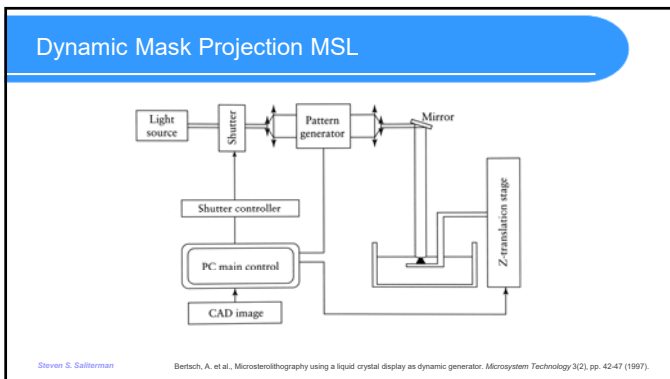 Dynamic Mask Projection MSL
Light
source
Shutter
Pattern
generator
Mirror
Shutter controller
Z-translation stage
PC main control
CAD image
Steven S. Saliterman
Bertsch, A. et al., Microsterolithography using a liquid crystal display as dynamic generator. Microsystem Technology 3(2), pp. 42-47 (1997).